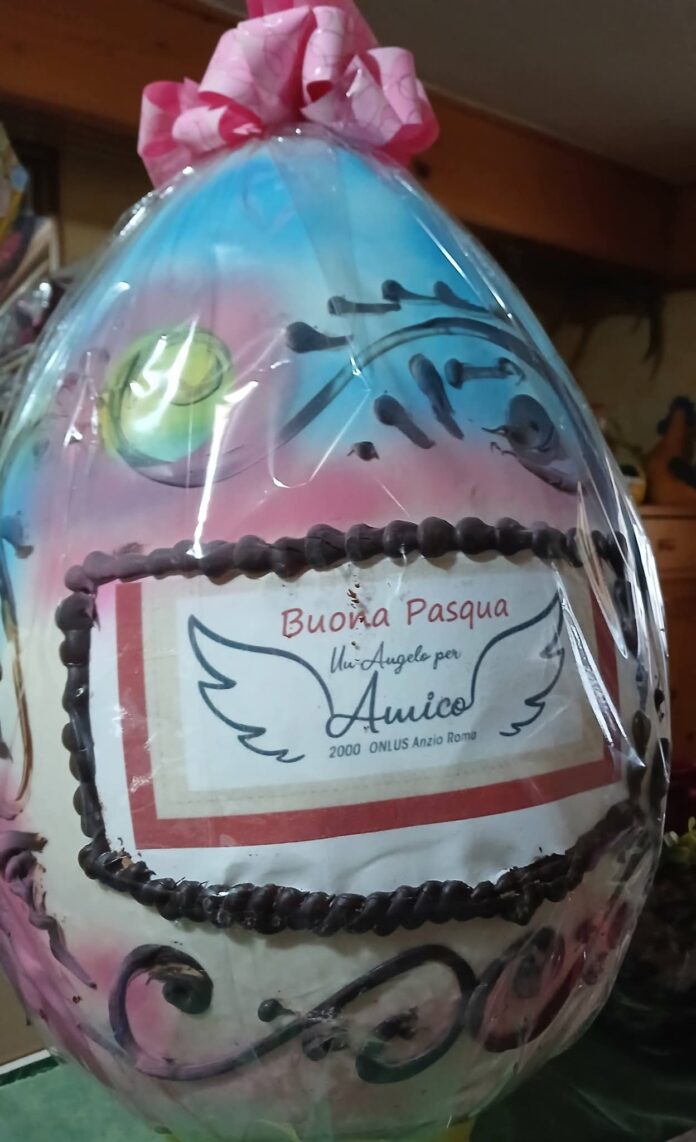 Buona Pasqua
Un Angelo per
Amico
2000 ONLUS Anzio Roma